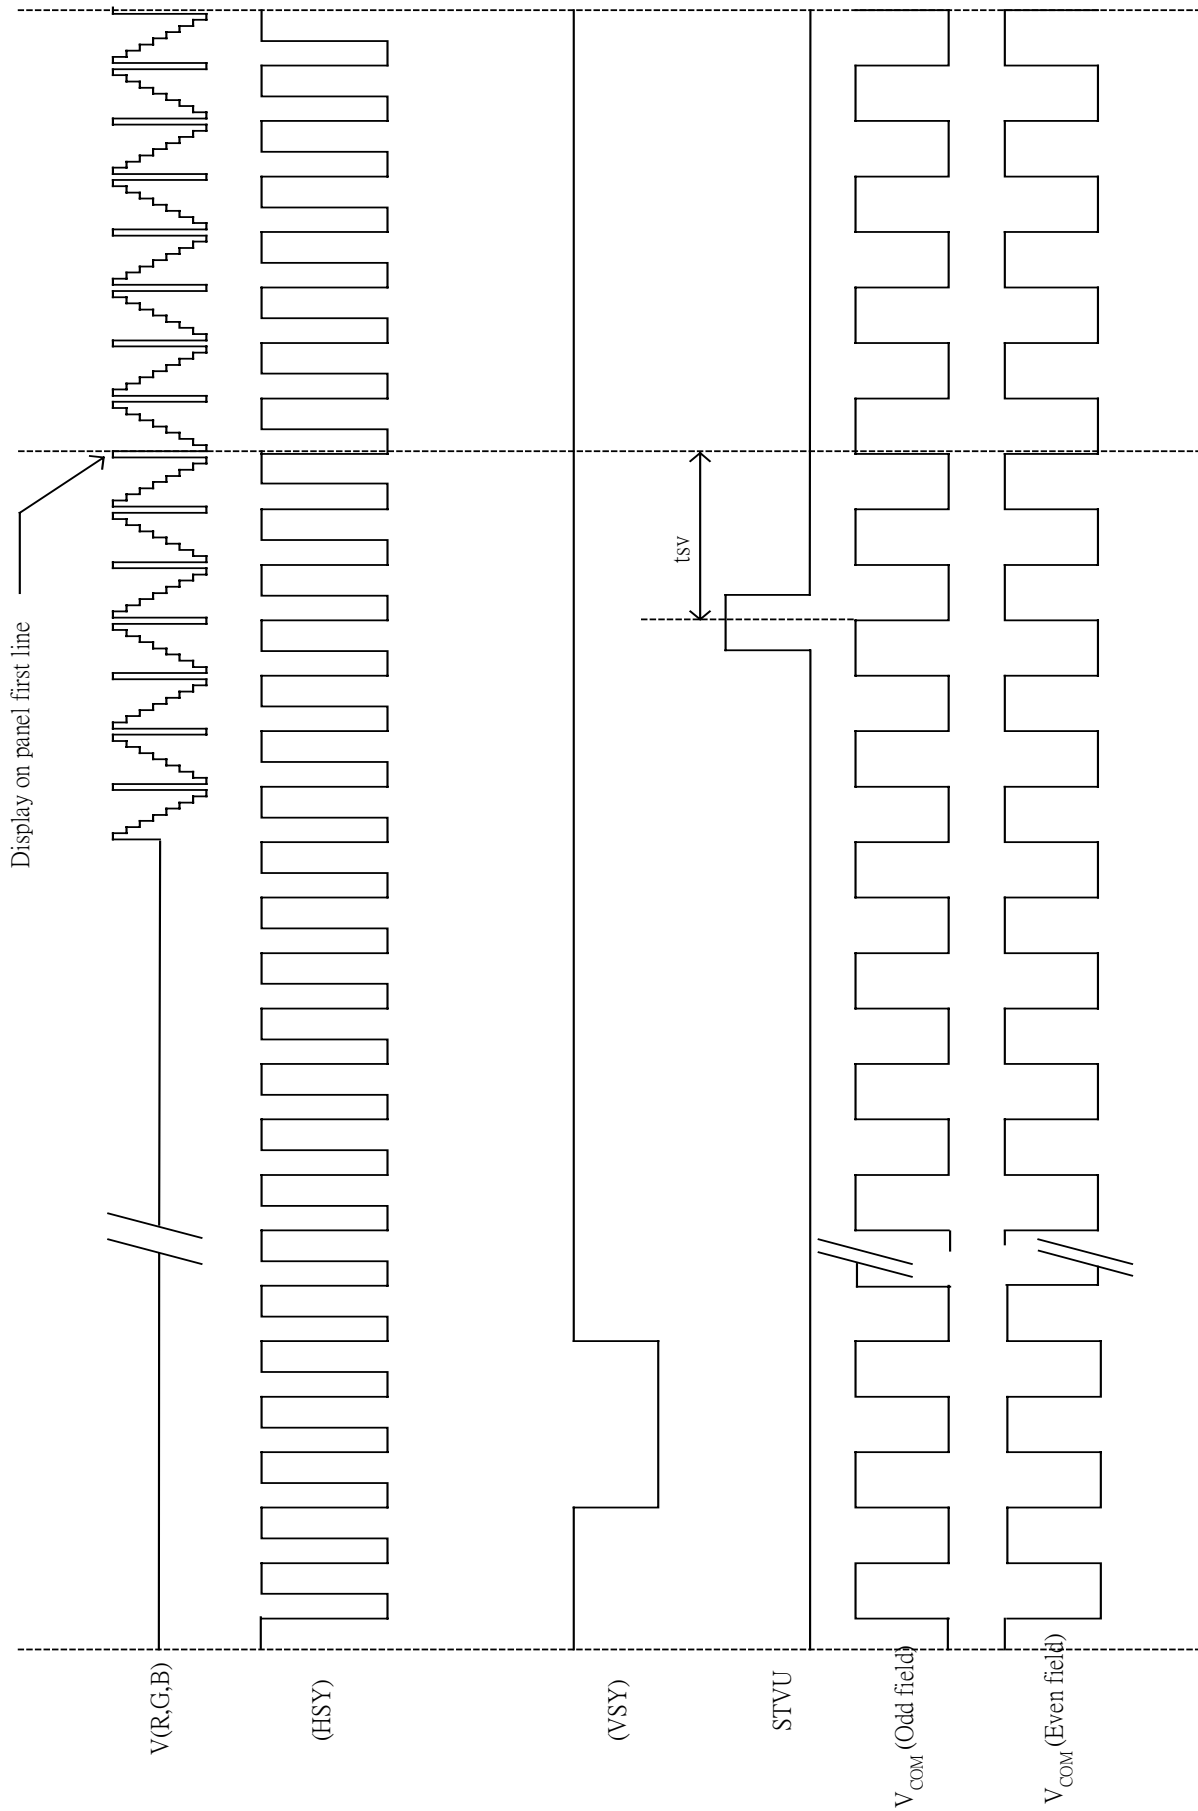 Display on panel first line
tsv
V(R,G,B)
(HSY)
(VSY)
STVU
VCOM (Odd field)
VCOM (Even field)